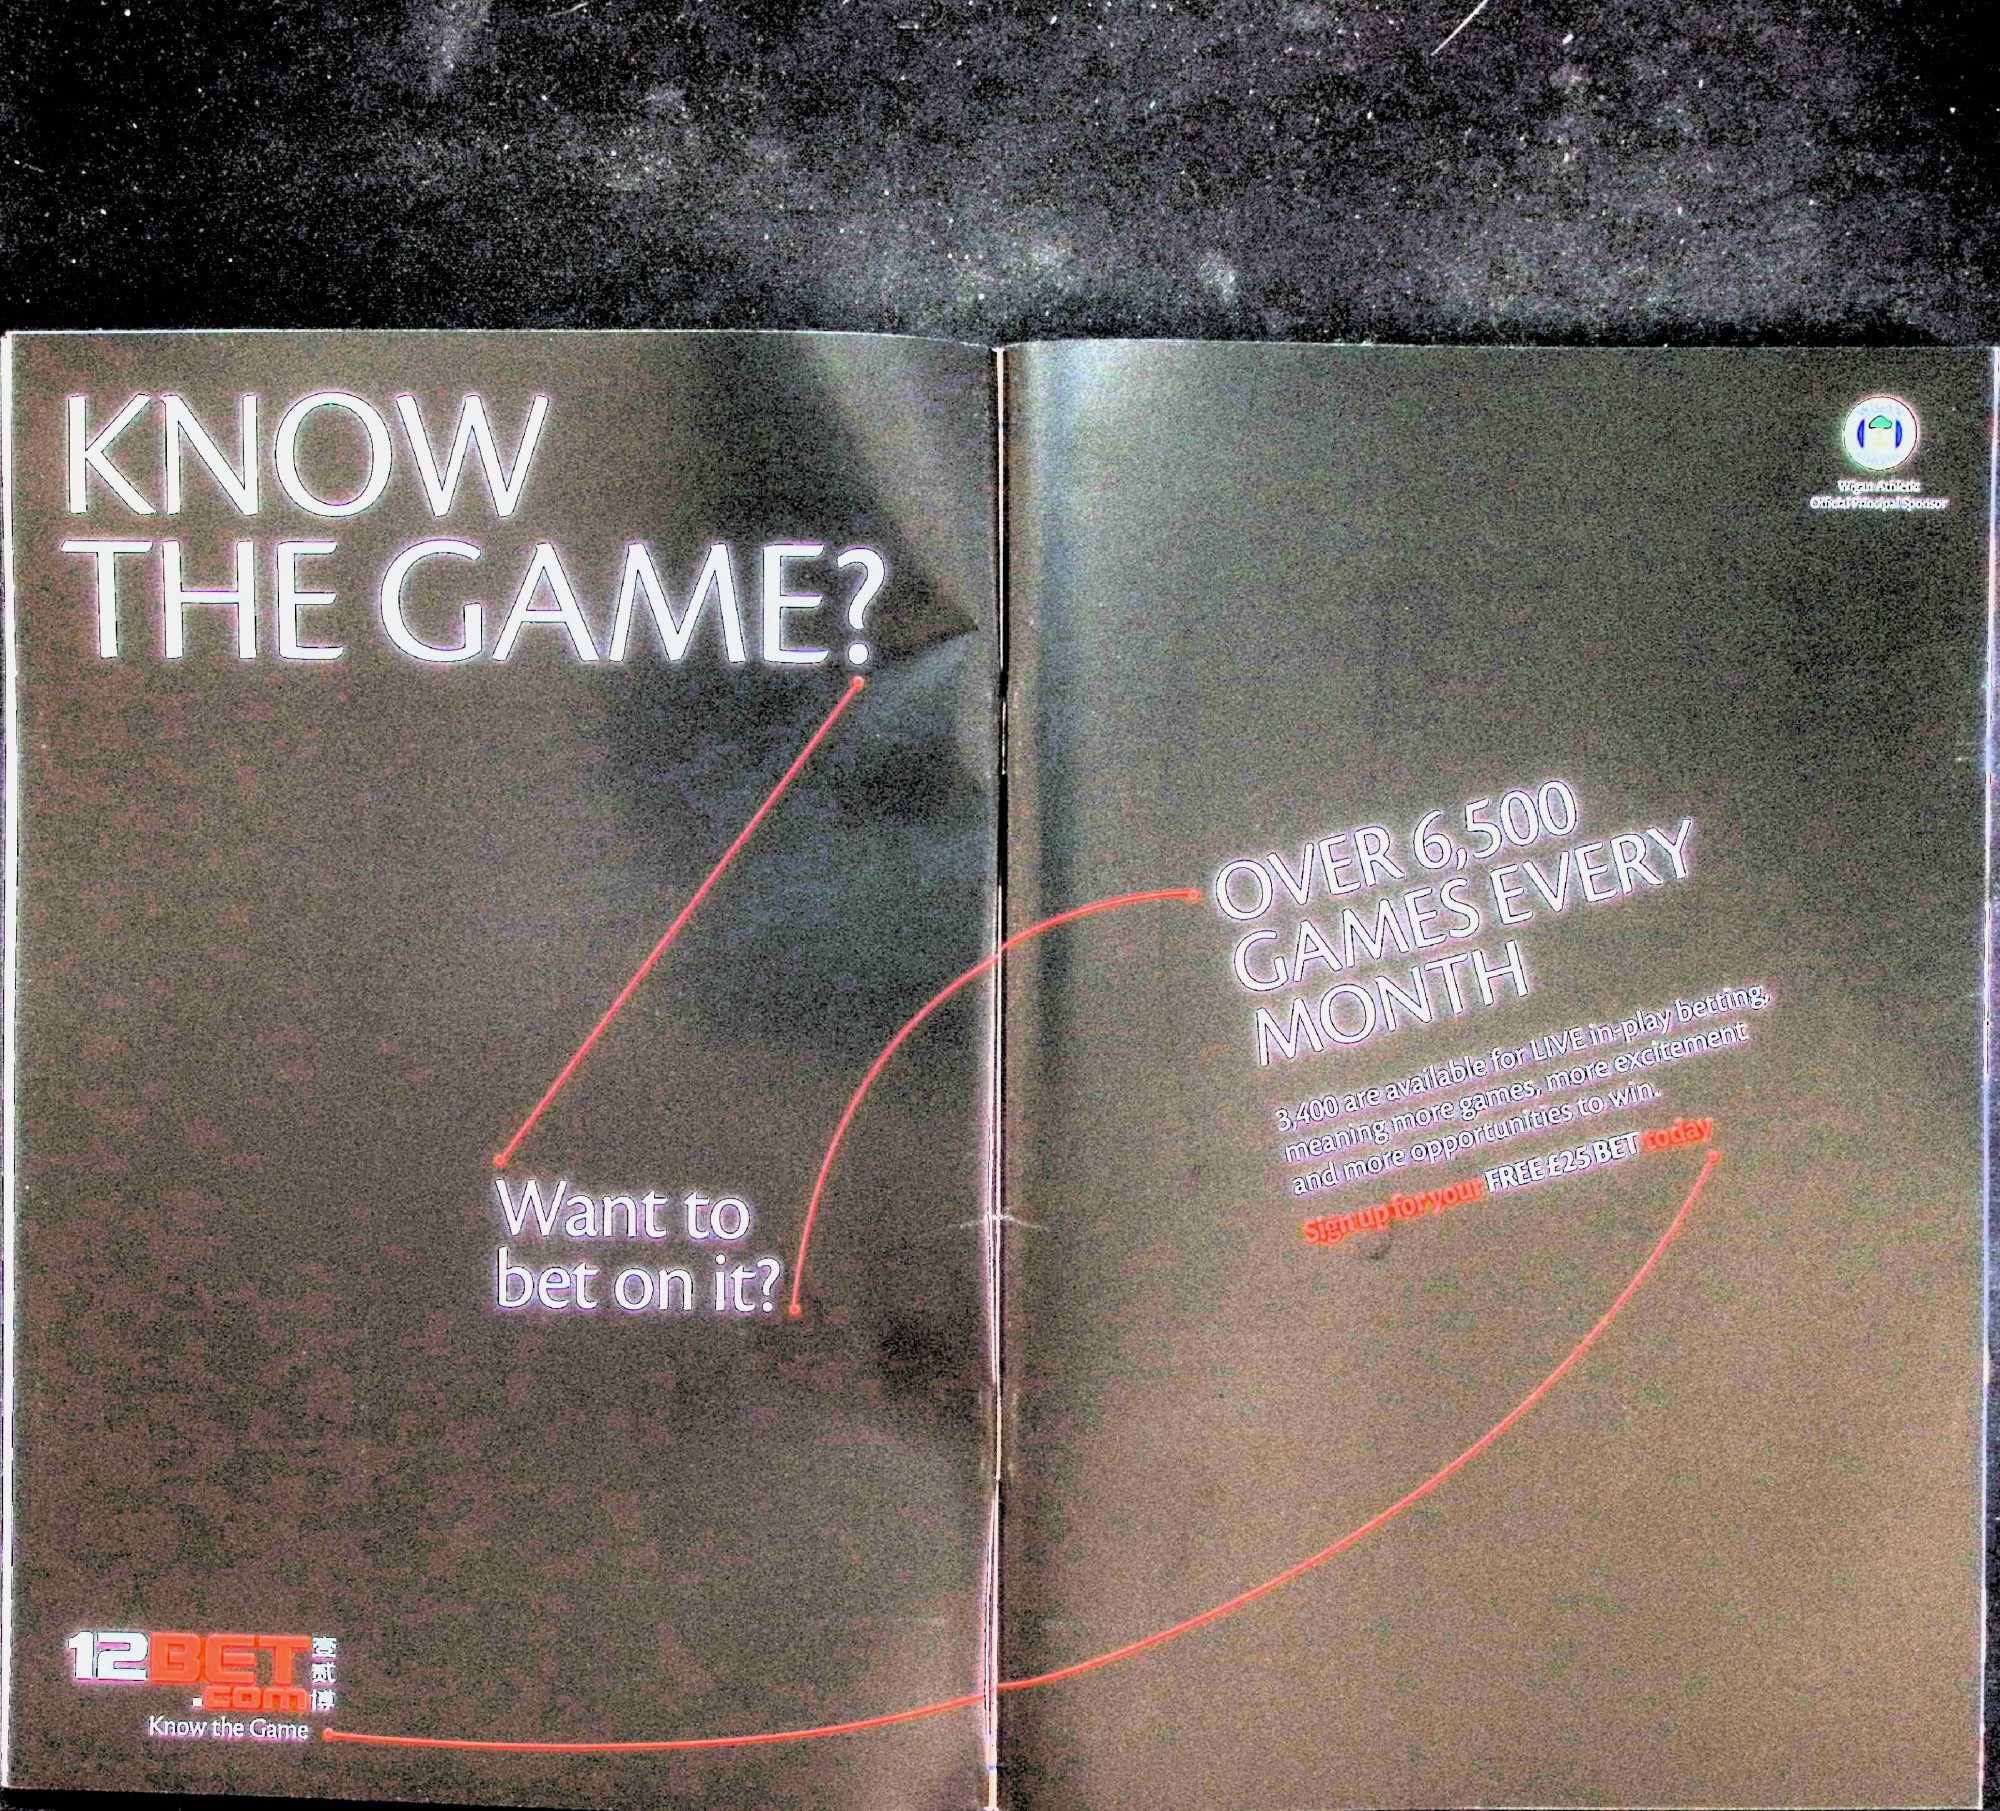 KNOW
THE GAME?
Want to
bet on it?
12BET
.com
壹贰博
Know the Game
Wigan Athletic
Official Principal Sponsor
OVER 6,500
GAMES EVERY
MONTH
3,400 are available for LIVE in-play betting,
meaning more games, more excitement
and more opportunities to win.
Sign up for your FREE £25 BET today